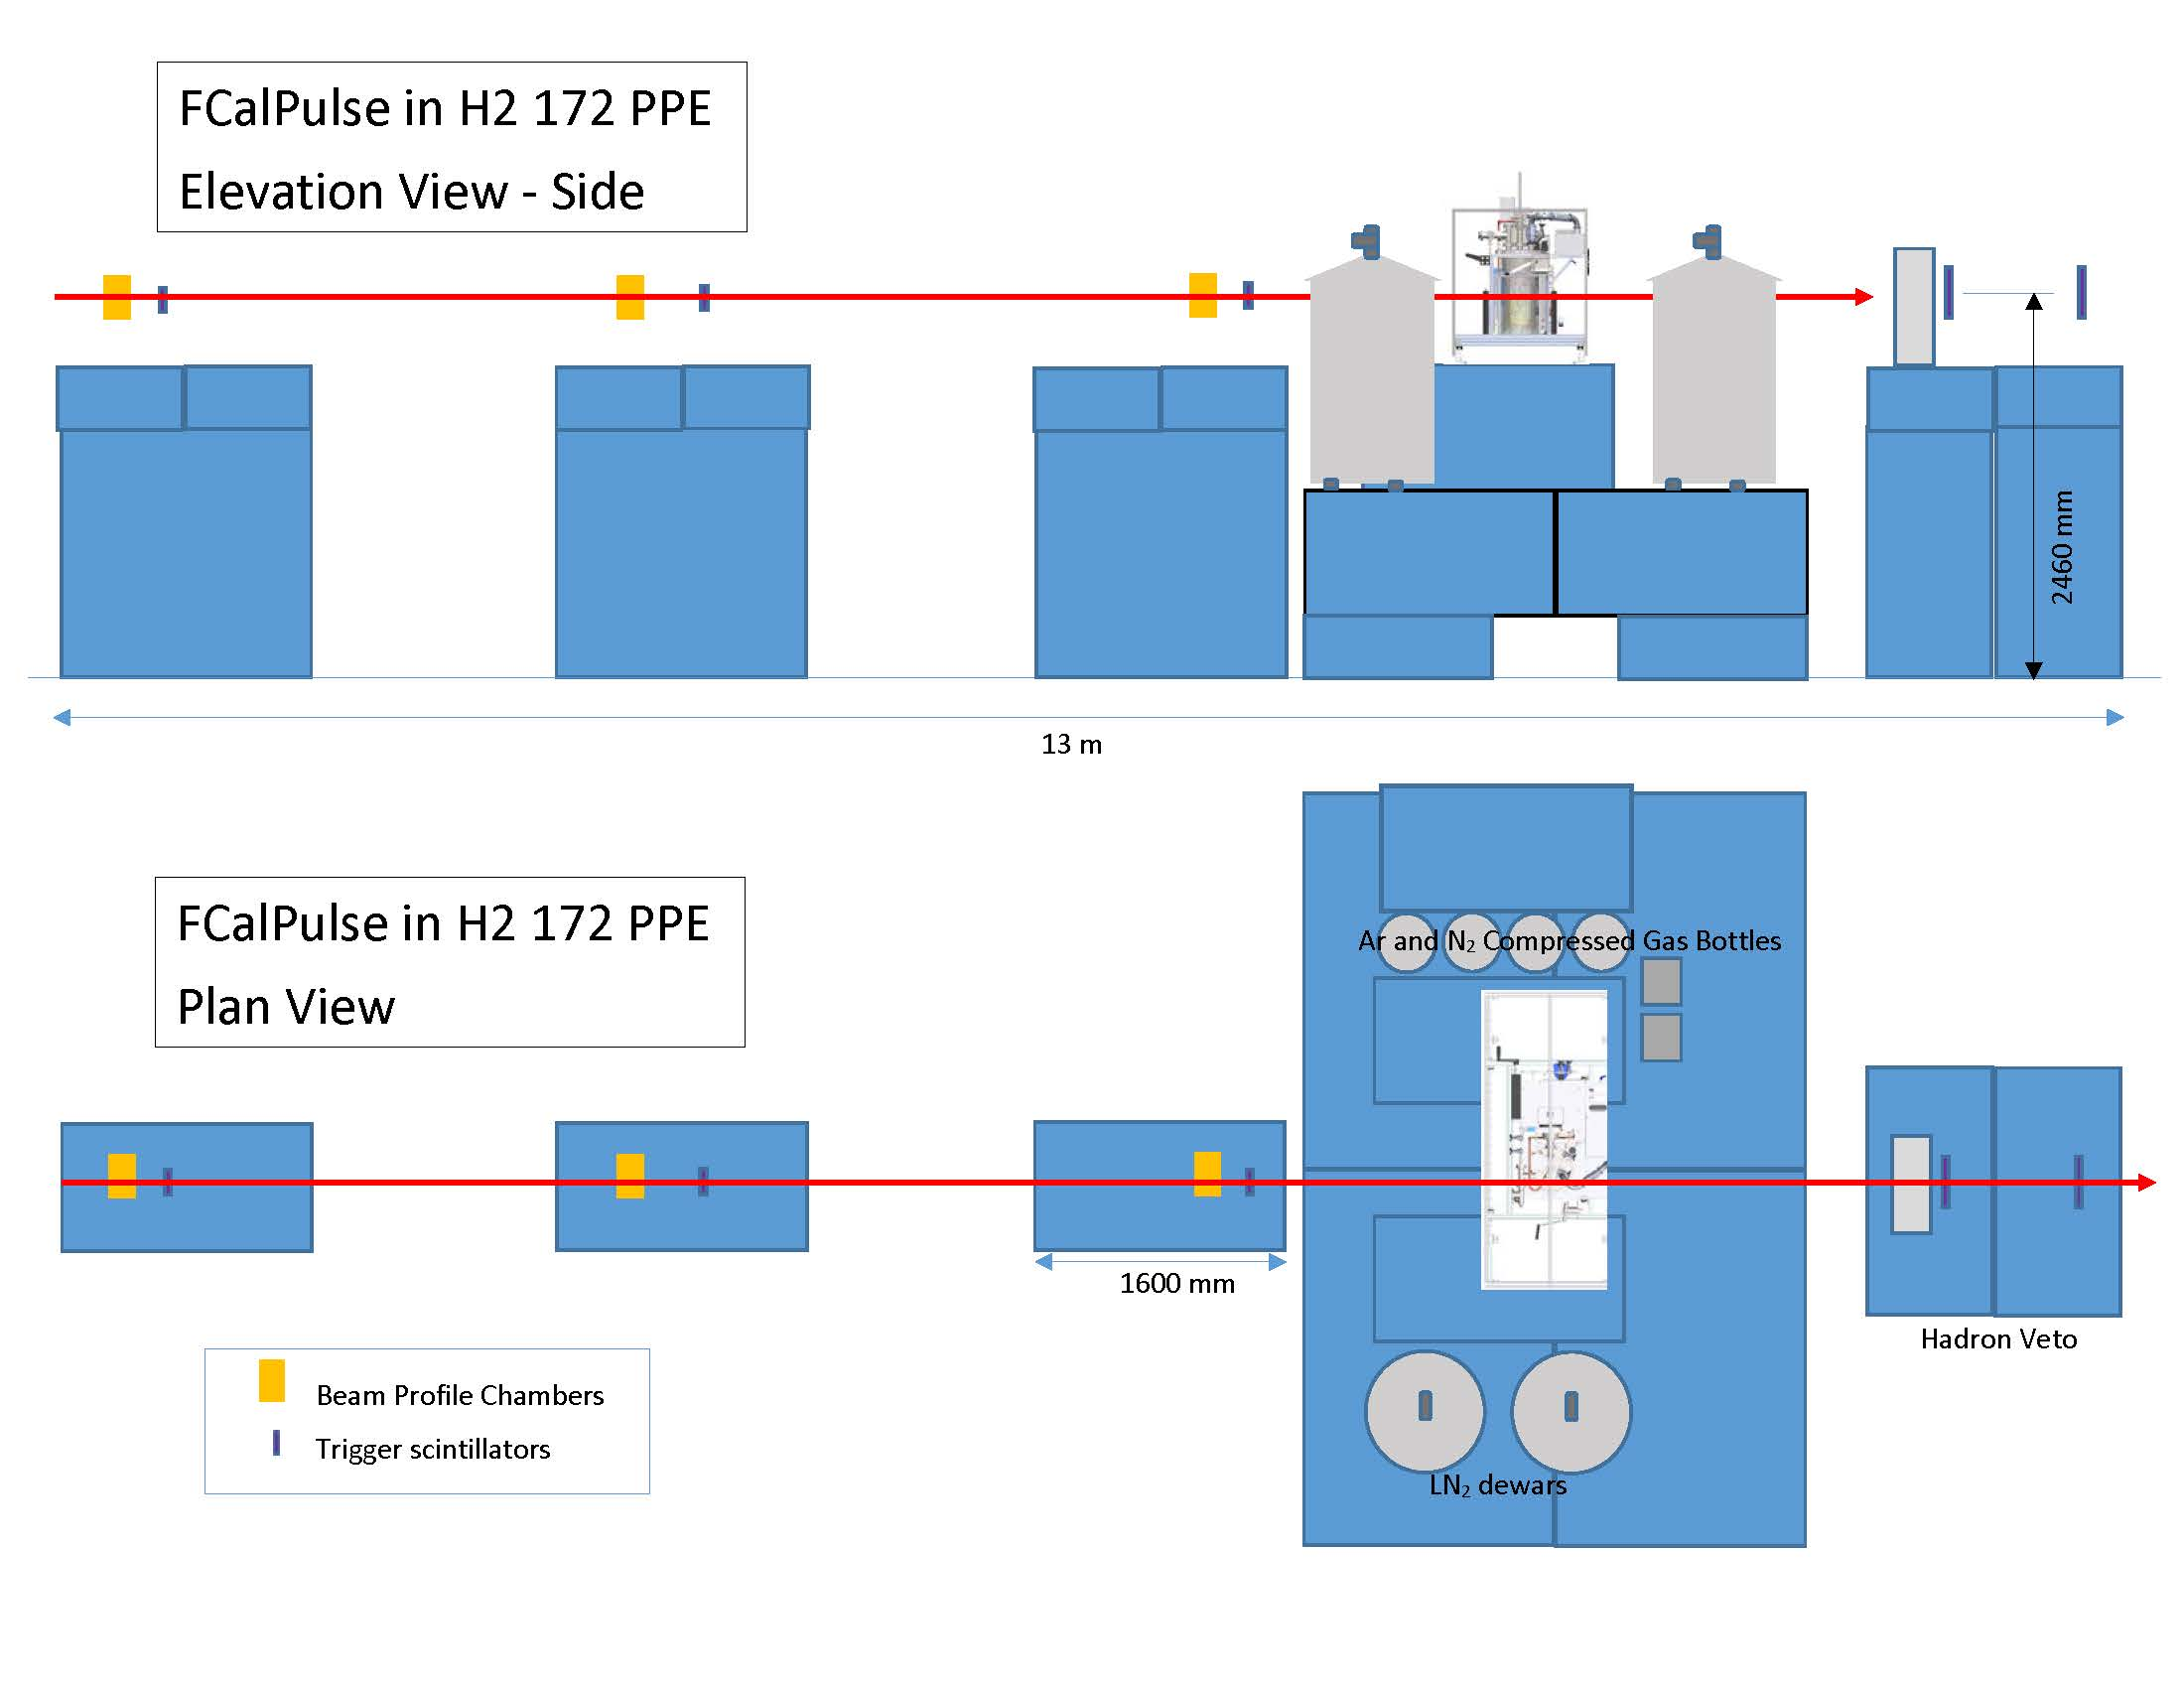 FCalPulse in H2 172 PPE
Elevation View - Side
2460 mm
13 m
FCalPulse in H2 172 PPE
Plan View
Ar and N₂ Compressed Gas Bottles
1600 mm
Hadron Veto
Beam Profile Chambers
Trigger scintillators
LN₂ dewars